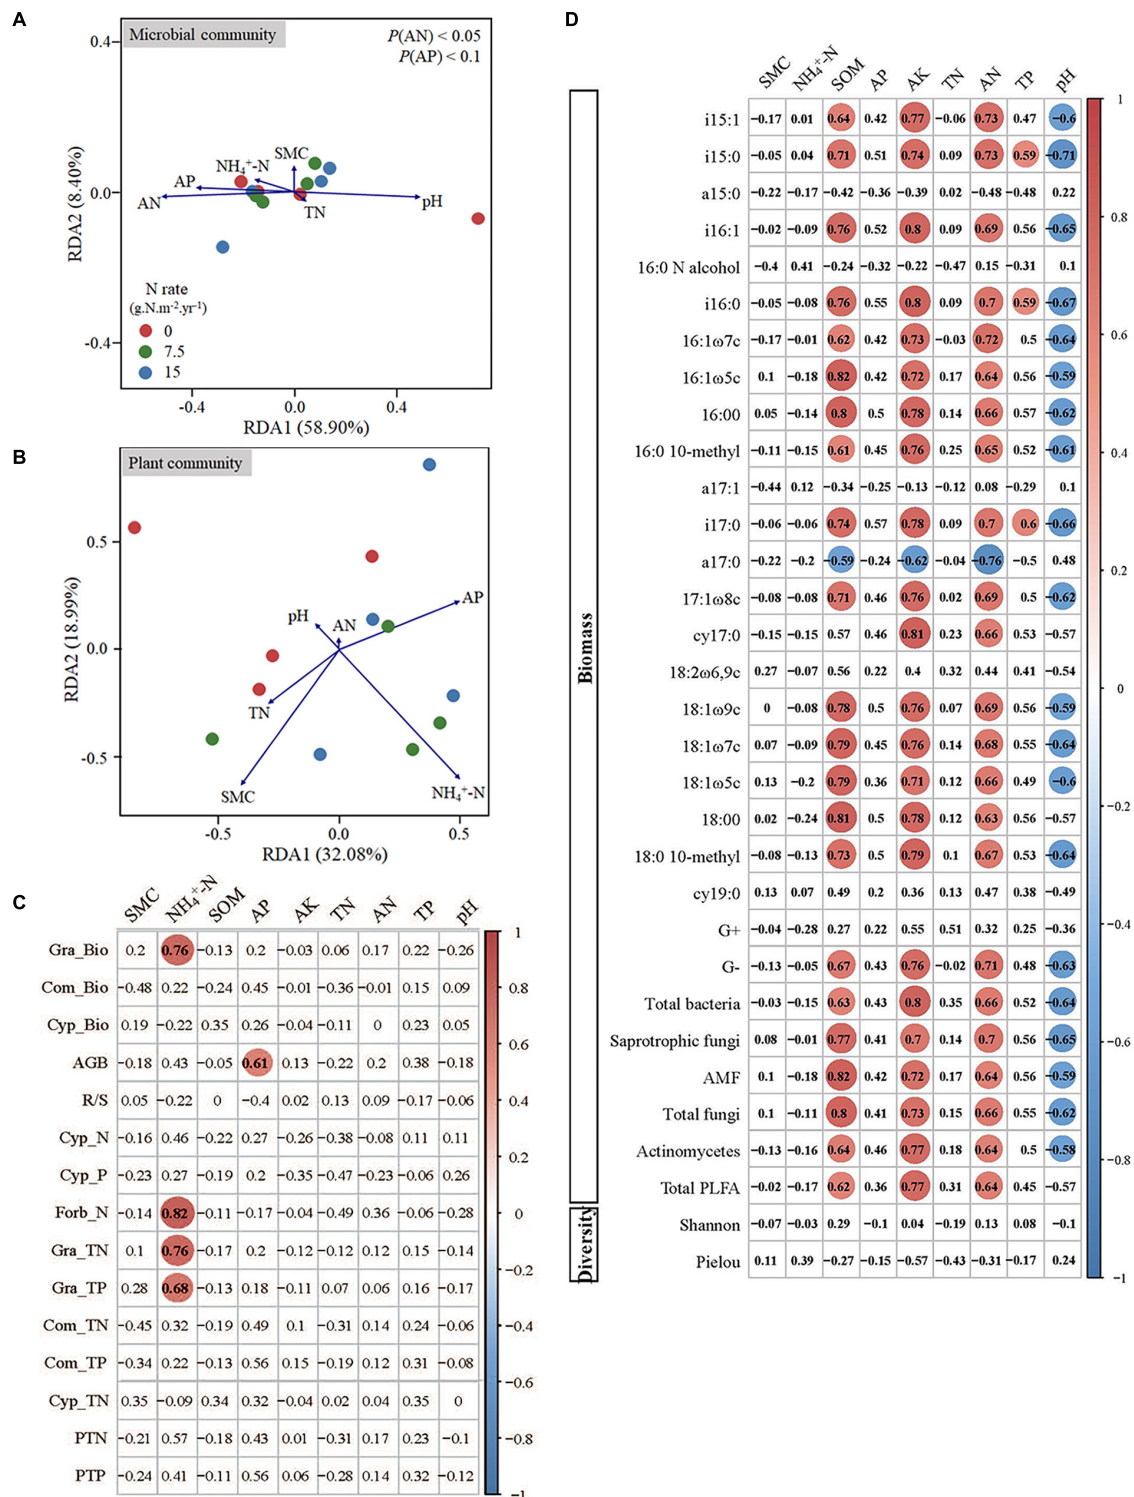 A
Microbial community
P(AN) < 0.05
P(AP) < 0.1
0.4
0.0
-0.4
RDA2 (8.40%)
SMC
NH₄⁺-N
AP
AN
TN
pH
N rate
(g.N.m⁻².yr⁻¹)
0
7.5
15
-0.4 0.0 0.4
RDA1 (58.90%)
B
Plant community
0.5
0.0
-0.5
RDA2 (18.99%)
pH
AN
AP
TN
SMC
NH₄⁺-N
-0.5 0.0 0.5
RDA1 (32.08%)
C
SMC NH₄⁺-N SOM AP AK TN AN TP pH
Gra_Bio 0.2 0.76 −0.13 0.2 −0.03 0.06 0.17 0.22 −0.26
Com_Bio −0.48 0.22 −0.24 0.45 −0.01 −0.36 −0.01 0.15 0.09
Cyp_Bio 0.19 −0.22 0.35 0.26 −0.04 −0.11 0 0.23 0.05
AGB −0.18 0.43 −0.05 0.61 0.13 −0.22 0.2 0.38 −0.18
R/S 0.05 −0.22 0 −0.4 0.02 0.13 0.09 −0.17 −0.06
Cyp_N −0.16 0.46 −0.22 0.27 −0.26 −0.38 −0.08 0.11 0.11
Cyp_P −0.23 0.27 −0.19 0.2 −0.35 −0.47 −0.23 −0.06 0.26
Forb_N −0.14 0.82 −0.11 −0.17 −0.04 −0.49 0.36 −0.06 −0.28
Gra_TN 0.1 0.76 −0.17 0.2 −0.12 −0.12 0.12 0.15 −0.14
Gra_TP 0.28 0.68 −0.13 0.18 −0.11 0.07 0.06 0.16 −0.17
Com_TN −0.45 0.32 −0.19 0.49 0.1 −0.31 0.14 0.24 −0.06
Com_TP −0.34 0.22 −0.13 0.56 0.15 −0.19 0.12 0.31 −0.08
Cyp_TN 0.35 −0.09 0.34 0.32 −0.04 0.02 0.04 0.35 0
PTN −0.21 0.57 −0.18 0.43 0.01 −0.31 0.17 0.23 −0.1
PTP −0.24 0.41 −0.11 0.56 0.06 −0.28 0.14 0.32 −0.12
1
0.8
0.6
0.4
0.2
0
−0.2
−0.4
−0.6
−0.8
−1
D
SMC NH₄⁺-N SOM AP AK TN AN TP pH
Biomass
i15:1 −0.17 0.01 0.64 0.42 0.77 −0.06 0.73 0.47 −0.6
i15:0 −0.05 0.04 0.71 0.51 0.74 0.09 0.73 0.59 −0.71
a15:0 −0.22 −0.17 −0.42 −0.36 −0.39 0.02 −0.48 −0.48 0.22
i16:1 −0.02 −0.09 0.76 0.52 0.8 0.09 0.69 0.56 −0.65
16:0 N alcohol −0.4 0.41 −0.24 −0.32 −0.22 −0.47 0.15 −0.31 0.1
i16:0 −0.05 −0.08 0.76 0.55 0.8 0.09 0.7 0.59 −0.67
16:1ω7c −0.17 −0.01 0.62 0.42 0.73 −0.03 0.72 0.5 −0.64
16:1ω5c 0.1 −0.18 0.82 0.42 0.72 0.17 0.64 0.56 −0.59
16:00 0.05 −0.14 0.8 0.5 0.78 0.14 0.66 0.57 −0.62
16:0 10-methyl −0.11 −0.15 0.61 0.45 0.76 0.25 0.65 0.52 −0.61
a17:1 −0.44 0.12 −0.34 −0.25 −0.13 −0.12 0.08 −0.29 0.1
i17:0 −0.06 −0.06 0.74 0.57 0.78 0.09 0.7 0.6 −0.66
a17:0 −0.22 −0.2 −0.59 −0.24 −0.62 −0.04 −0.76 −0.5 0.48
17:1ω8c −0.08 −0.08 0.71 0.46 0.76 0.02 0.69 0.5 −0.62
cy17:0 −0.15 −0.15 0.57 0.46 0.81 0.23 0.66 0.53 −0.57
18:2ω6,9c 0.27 −0.07 0.56 0.22 0.4 0.32 0.44 0.41 −0.54
18:1ω9c 0 −0.08 0.78 0.5 0.76 0.07 0.69 0.56 −0.59
18:1ω7c 0.07 −0.09 0.79 0.45 0.76 0.14 0.68 0.55 −0.64
18:1ω5c 0.13 −0.2 0.79 0.36 0.71 0.12 0.66 0.49 −0.6
18:00 0.02 −0.24 0.81 0.5 0.78 0.12 0.63 0.56 −0.57
18:0 10-methyl −0.08 −0.13 0.73 0.5 0.79 0.1 0.67 0.53 −0.64
cy19:0 0.13 0.07 0.49 0.2 0.36 0.13 0.47 0.38 −0.49
G+ −0.04 −0.28 0.27 0.22 0.55 0.51 0.32 0.25 −0.36
G- −0.13 −0.05 0.67 0.43 0.76 −0.02 0.71 0.48 −0.63
Total bacteria −0.03 −0.15 0.63 0.43 0.8 0.35 0.66 0.52 −0.64
Saprotrophic fungi 0.08 −0.01 0.77 0.41 0.7 0.14 0.7 0.56 −0.65
AMF 0.1 −0.18 0.82 0.42 0.72 0.17 0.64 0.56 −0.59
Total fungi 0.1 −0.11 0.8 0.41 0.73 0.15 0.66 0.55 −0.62
Actinomycetes −0.13 −0.16 0.64 0.46 0.77 0.18 0.64 0.5 −0.58
Total PLFA −0.02 −0.17 0.62 0.36 0.77 0.31 0.64 0.45 −0.57
Diversity
Shannon −0.07 −0.03 0.29 −0.1 0.04 −0.19 0.13 0.08 −0.1
Pielou 0.11 0.39 −0.27 −0.15 −0.57 −0.43 −0.31 −0.17 0.24
1
0.8
0.6
0.4
0.2
0
−0.2
−0.4
−0.6
−0.8
−1